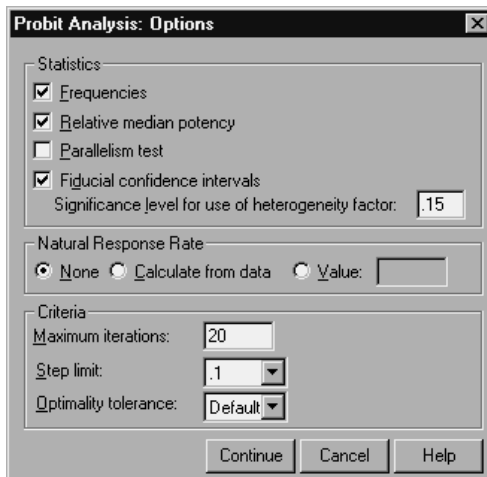 Probit Analysis: Options
Statistics
Frequencies
Relative median potency
Parallelism test
Fiducial confidence intervals
Significance level for use of heterogeneity factor: .15
Natural Response Rate
None Calculate from data Value:
Criteria
Maximum iterations: 20
Step limit: .1
Optimality tolerance: Default
Continue Cancel Help